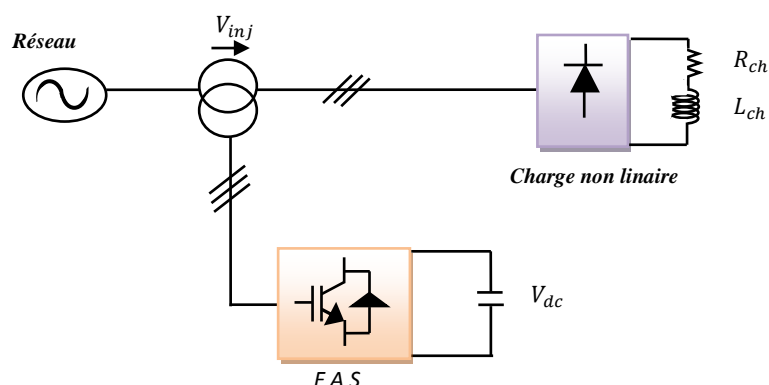 V_inj
Réseau
R_ch
L_ch
Charge non linaire
V_dc
F.A.S